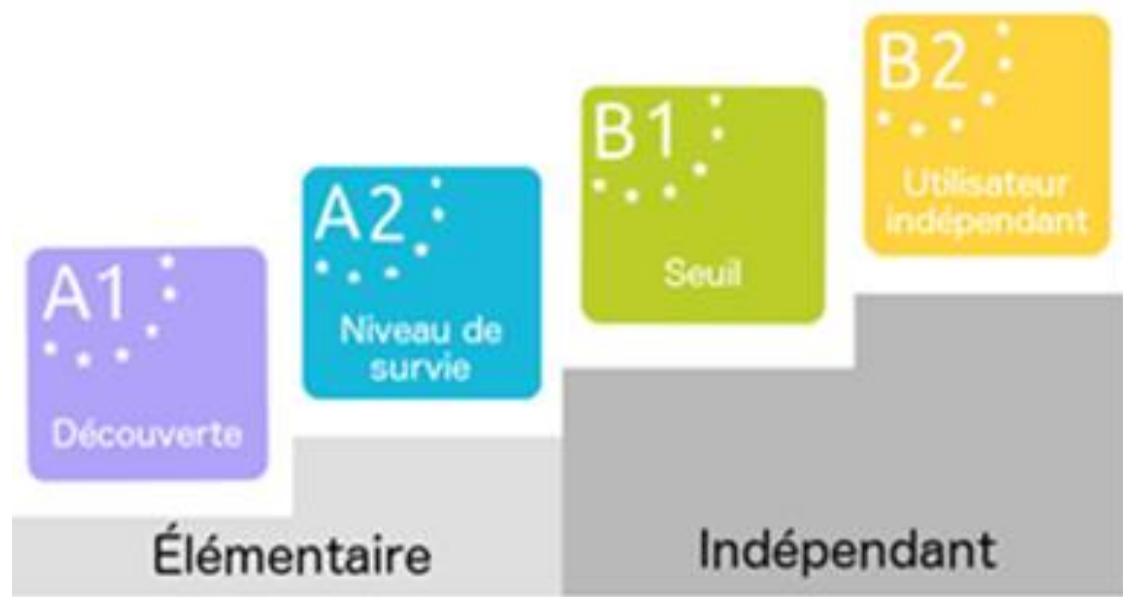 A1
Découverte
A2
Niveau de
survie
B1
Seuil
B2
Utilisateur
indépendant
Élémentaire
Indépendant